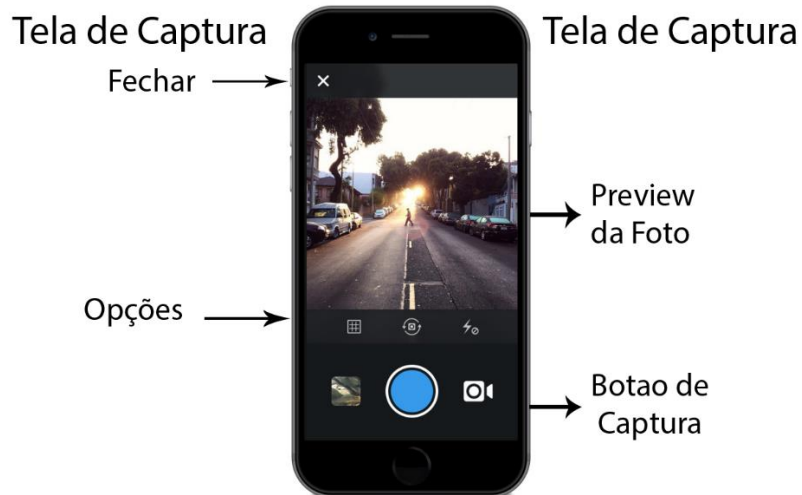 Tela de Captura
Tela de Captura
Fechar
Preview
da Foto
Opções
Botao de
Captura